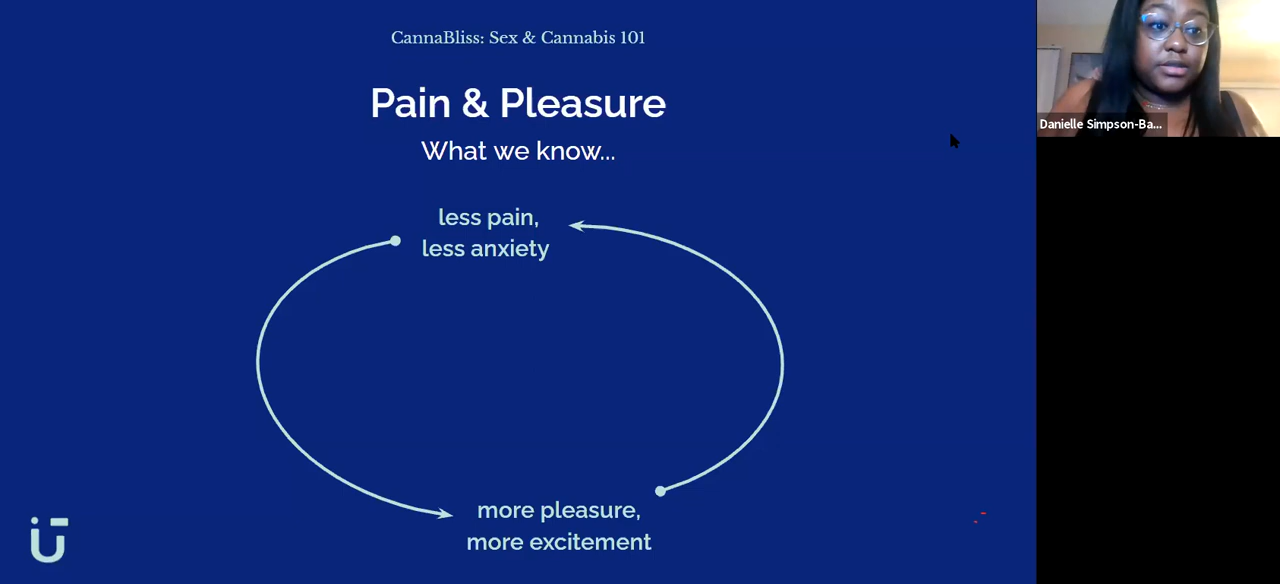 CannaBliss: Sex & Cannabis 101
Pain & Pleasure
What we know...
less pain,
less anxiety
more pleasure,
more excitement
Danielle Simpson-Ba...